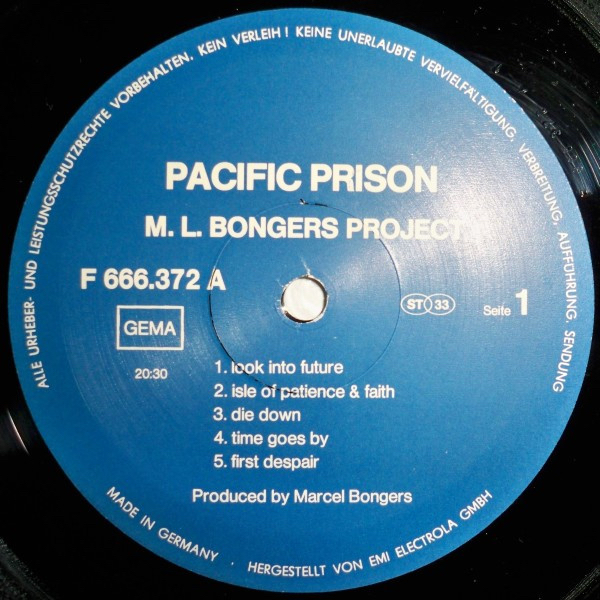 ALLE URHEBER- UND LEISTUNGSSCHUTZRECHTE VORBEHALTEN. KEIN VERLEIH! KEINE UNERLAUBTE VERVIELFÄLTIGUNG, VERBREITUNG, AUFFÜHRUNG, SENDUNG
PACIFIC PRISON
M. L. BONGERS PROJECT
F 666.372 A
GEMA
ST 33
Seite 1
20:30
1. look into future
2. isle of patience & faith
3. die down
4. time goes by
5. first despair
Produced by Marcel Bongers
MADE IN GERMANY · HERGESTELLT VON EMI ELECTROLA GMBH